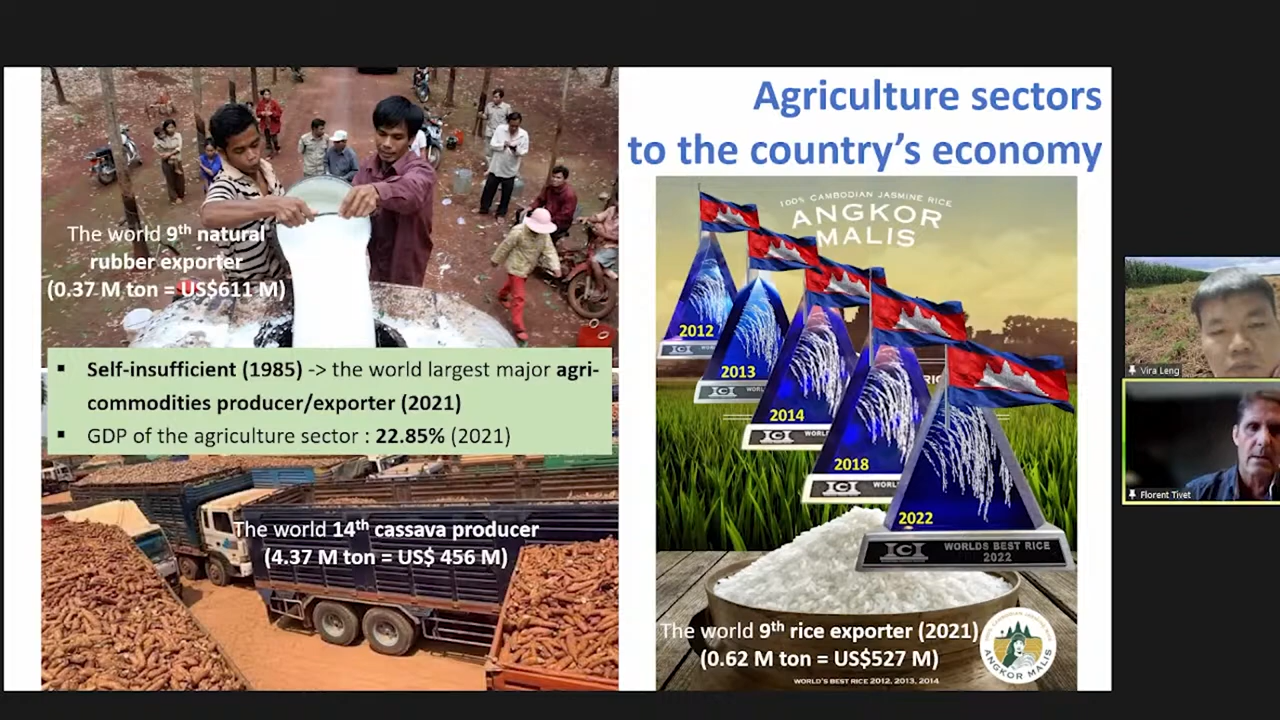 Agriculture sectors
to the country's economy
The world 9th natural
rubber exporter
(0.37 M ton = US$611 M)
▪ Self-insufficient (1985) -> the world largest major agri-
commodities producer/exporter (2021)
▪ GDP of the agriculture sector : 22.85% (2021)
The world 14th cassava producer
(4.37 M ton = US$ 456 M)
100% CAMBODIAN JASMINE RICE
ANGKOR
MALIS
2012
2013
2014
2018
2022
WORLDS BEST RICE
2022
The world 9th rice exporter (2021)
(0.62 M ton = US$527 M)
ANGKOR MALIS
WORLD'S BEST RICE 2012, 2013, 2014
Vira Leng
Florent Tivet